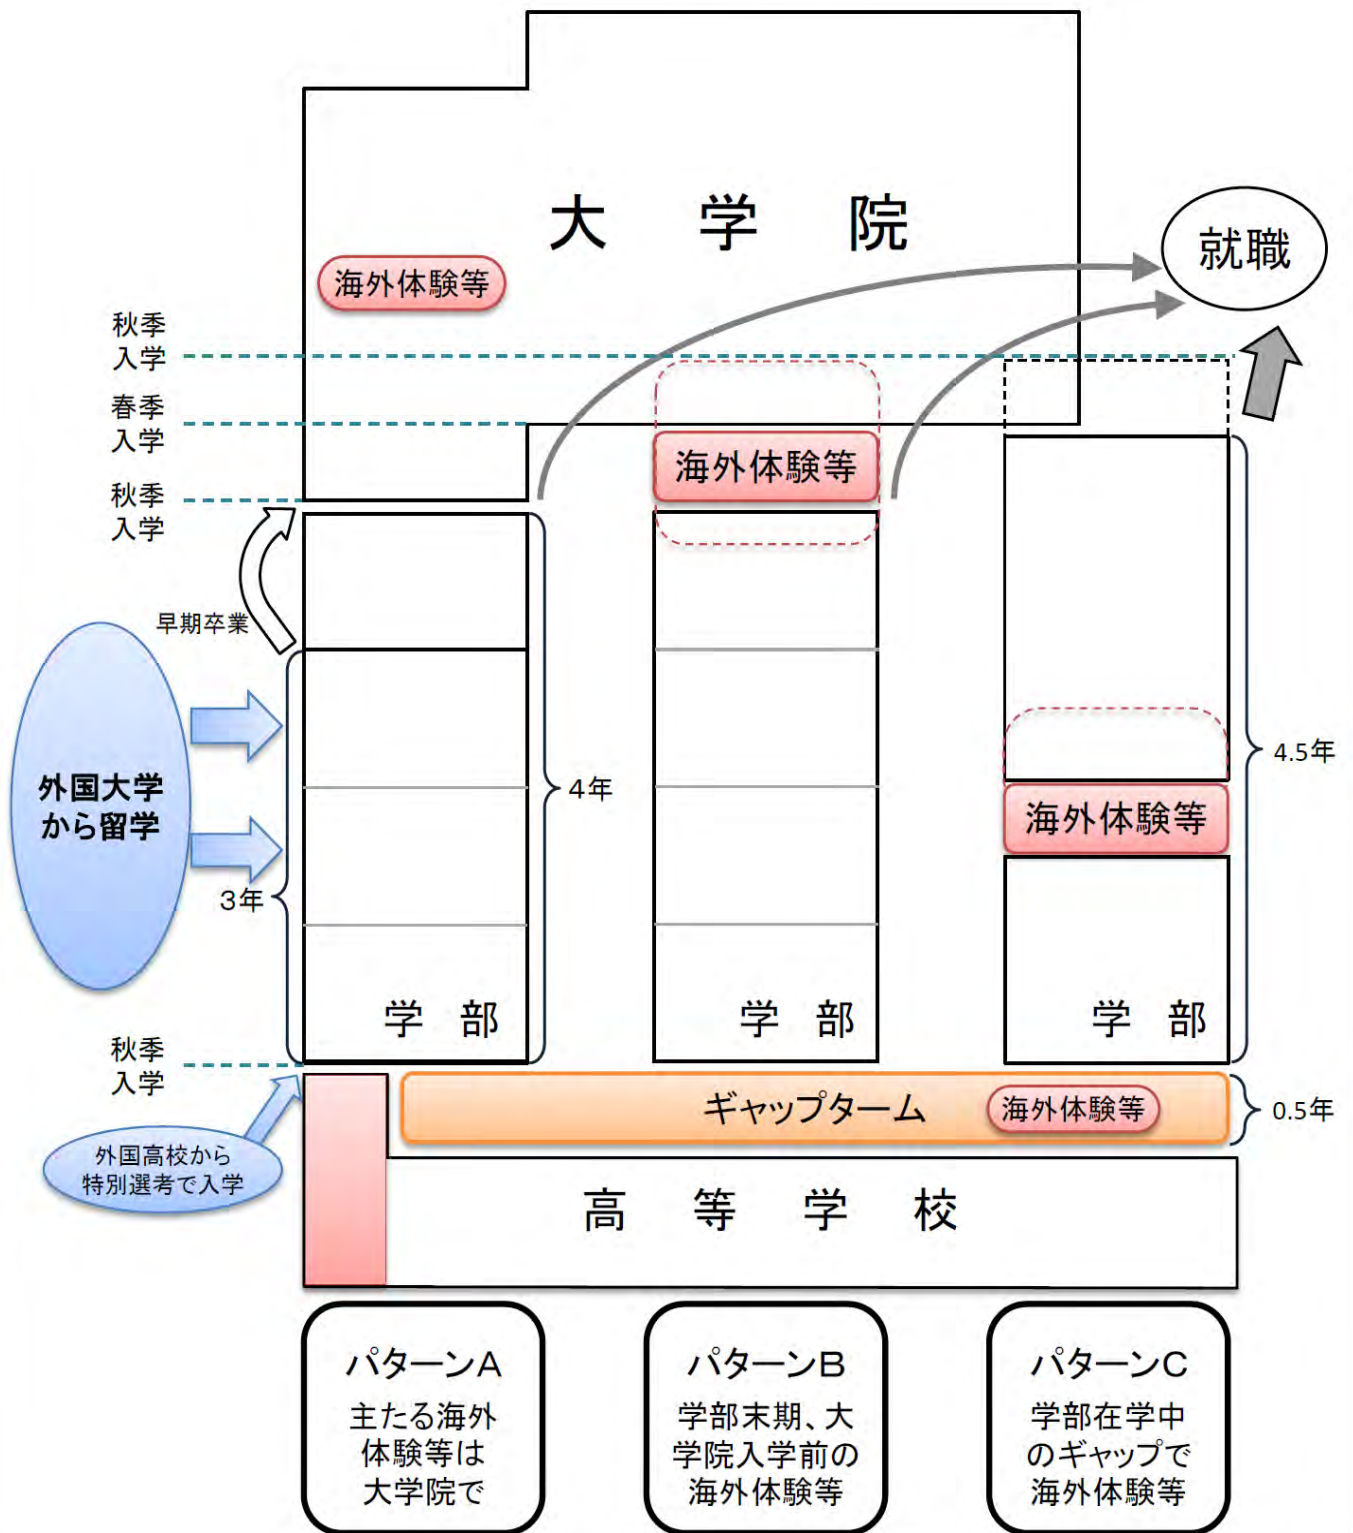 大 学 院
就職
海外体験等
秋季
入学
春季
入学
海外体験等
秋季
入学
早期卒業
外国大学
から留学
4年
4.5年
海外体験等
3年
学 部
学 部
学 部
秋季
入学
ギャップターム
海外体験等
0.5年
外国高校から
特別選考で入学
高 等 学 校
パターンA
主たる海外
体験等は
大学院で
パターンB
学部末期、大
学院入学前の
海外体験等
パターンC
学部在学中
のギャップで
海外体験等